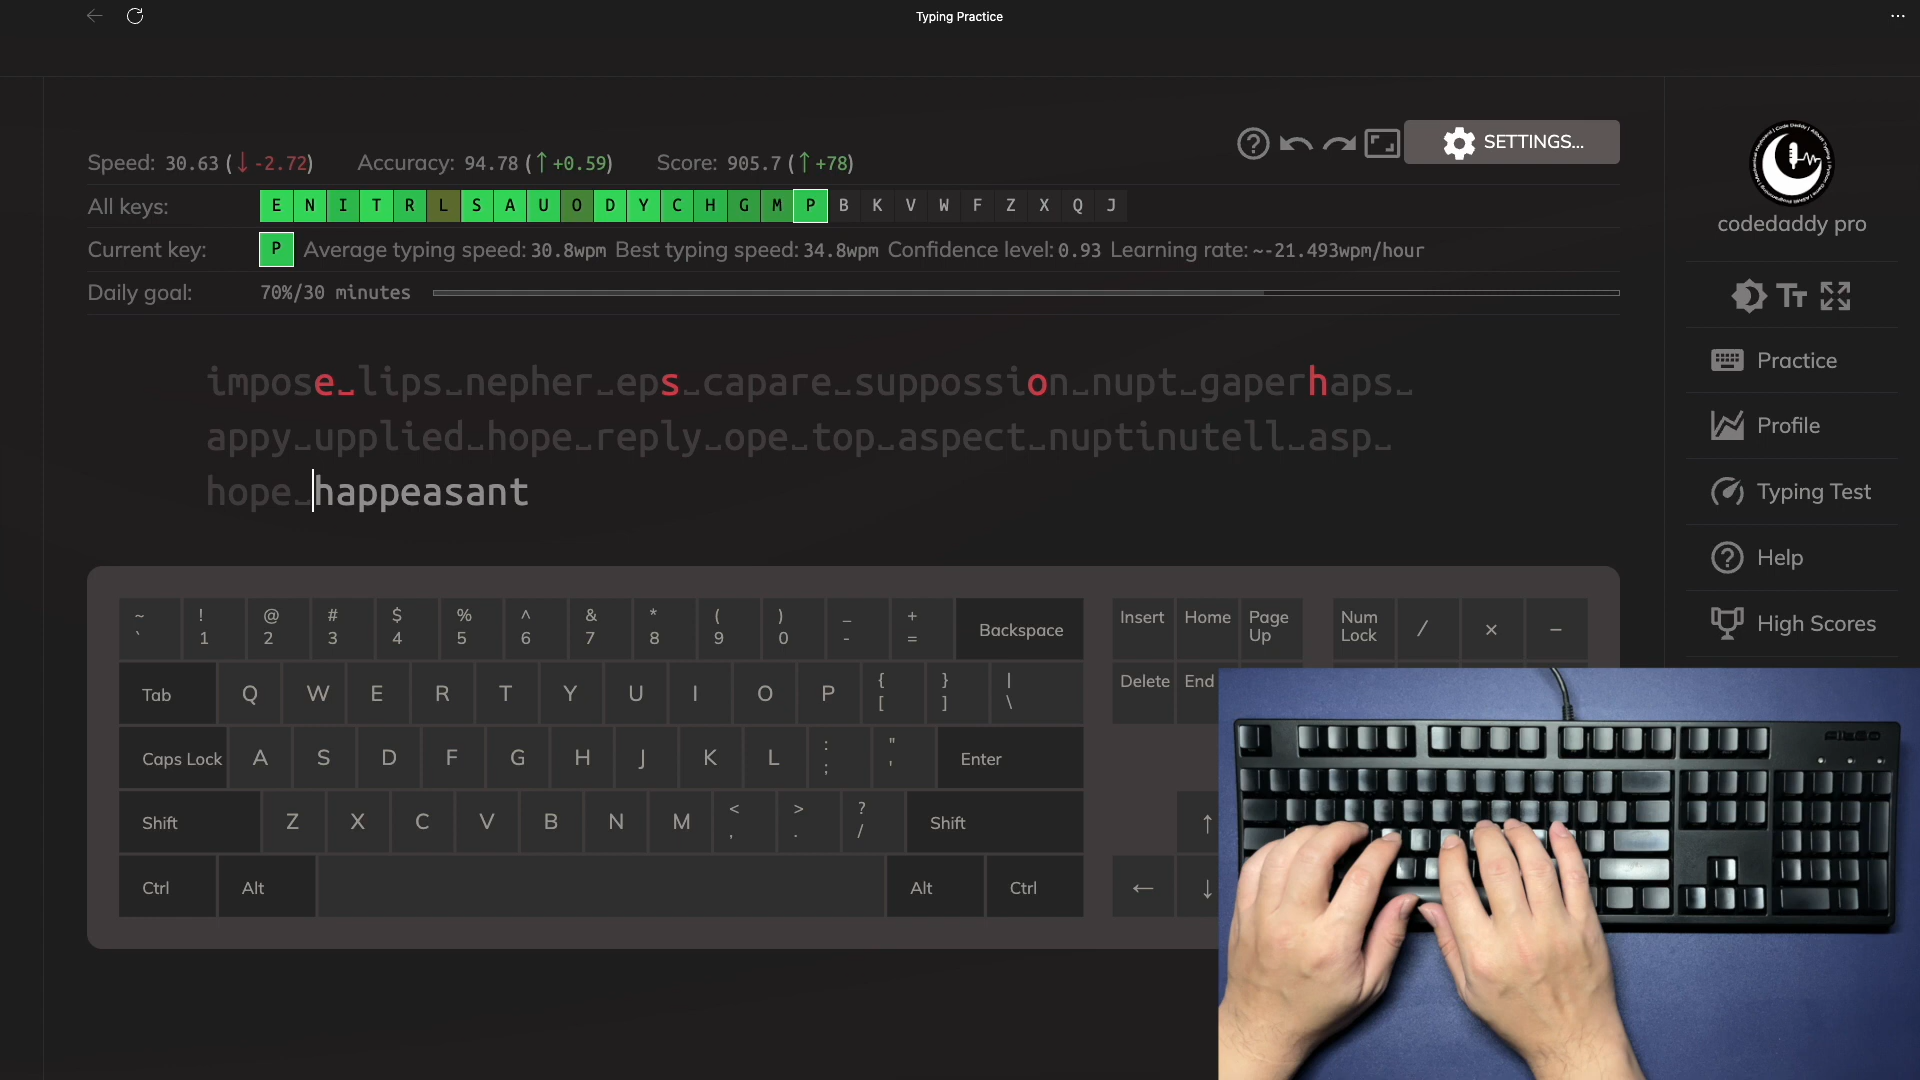 Typing Practice
Speed: 30.63 (↓-2.72) Accuracy: 94.78 (↑+0.59) Score: 905.7 (↑+78)
SETTINGS...
All keys: E N I T R L S A U O D Y C H G M P B K V W F Z X Q J
Current key: P Average typing speed: 30.8wpm Best typing speed: 34.8wpm Confidence level: 0.93 Learning rate: ~-21.493wpm/hour
Daily goal: 70%/30 minutes
codedaddy pro
Practice
Profile
Typing Test
Help
High Scores
impose␣lips␣nepher␣eps␣capare␣suppossion␣nupt␣gaperhaps␣
appy␣upplied␣hope␣reply␣ope␣top␣aspect␣nuptinutell␣asp␣
hope␣happeasant
~ ! @ # $ % ^ & * ( ) _ +
` 1 2 3 4 5 6 7 8 9 0 - = Backspace
Insert Home Page Up Num Lock / × −
Tab Q W E R T Y U I O P { [ } ] | \
Delete End
Caps Lock A S D F G H J K L : ; " ' Enter
Shift Z X C V B N M < , > . ? / Shift
↑
Ctrl Alt Alt Ctrl
← ↓